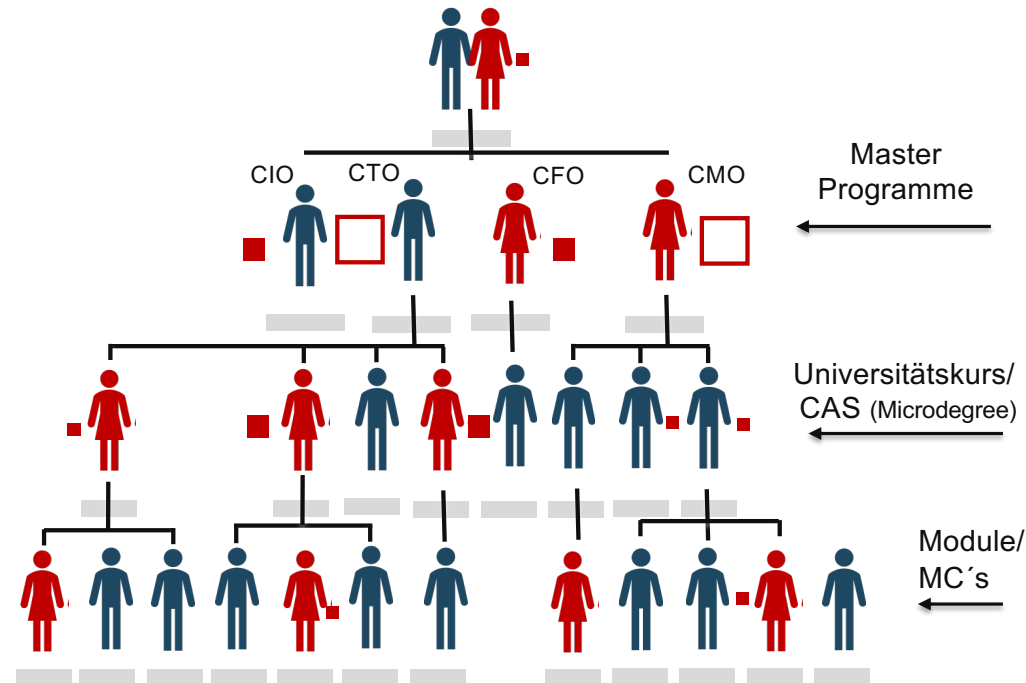 CIO
CTO
CFO
CMO
Master
Programme
Universitätskurs/
CAS (Microdegree)
Module/
MC´s